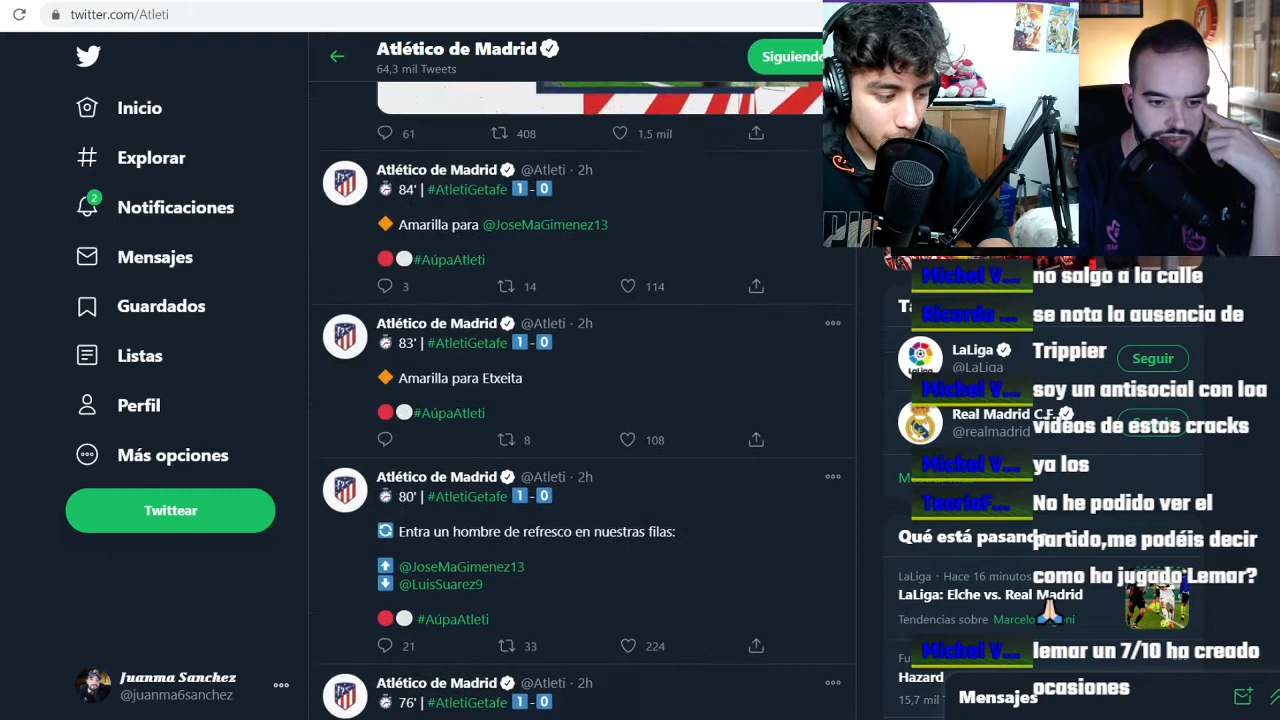 twitter.com/Atleti
Atlético de Madrid
64,3 mil Tweets
Siguiendo
Inicio
Explorar
2
Notificaciones
Mensajes
Guardados
Listas
Perfil
Más opciones
Twittear
Juanma Sanchez
@juanma6sanchez
61 408 1,5 mil
Atlético de Madrid @Atleti · 2h
84' | #AtletiGetafe 1-0
Amarilla para @JoseMaGimenez13
#AúpaAtleti
3 14 114
Atlético de Madrid @Atleti · 2h
83' | #AtletiGetafe 1-0
Amarilla para Etxeita
#AúpaAtleti
8 108
Atlético de Madrid @Atleti · 2h
80' | #AtletiGetafe 1-0
Entra un hombre de refresco en nuestras filas:
@JoseMaGimenez13
@LuisSuarez9
#AúpaAtleti
21 33 224
Atlético de Madrid @Atleti · 2h
76' | #AtletiGetafe 1-0
LaLiga
@LaLiga
Seguir
Real Madrid C.F.
@realmadrid
Qué está pasando
LaLiga · Hace 16 minutos
LaLiga: Elche vs. Real Madrid
Tendencias sobre
Hazard
15,7 mil
Mensajes
Michel V... no salgo a la calle
Ricardo ... se nota la ausencia de
Trippier
Michel V... soy un antisocial con loa
videos de estos cracks
Michel V... ya los
TeoriaF... No he podido ver el
partido,me podéis decir
como ha jugado Lemar?
Michel V... lemar un 7/10 ha creado
ocasiones